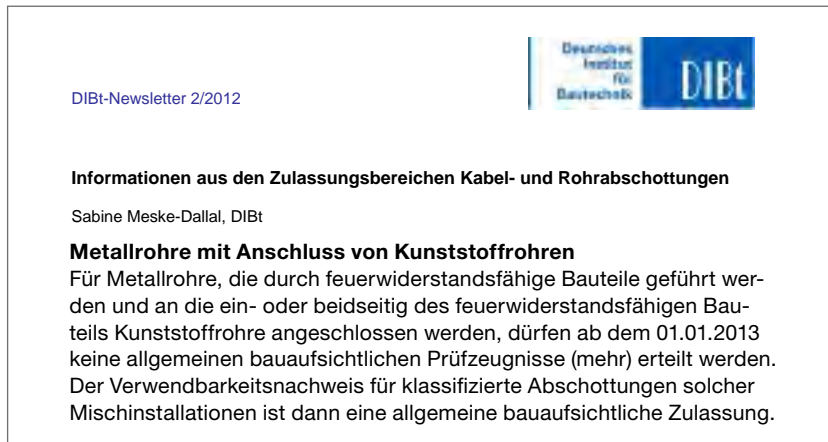 Deutsches
Institut
für
Bautechnik
DIBt
DIBt-Newsletter 2/2012
Informationen aus den Zulassungsbereichen Kabel- und Rohrabschottungen
Sabine Meske-Dallal, DIBt
Metallrohre mit Anschluss von Kunststoffrohren
Für Metallrohre, die durch feuerwiderstandsfähige Bauteile geführt wer-
den und an die ein- oder beidseitig des feuerwiderstandsfähigen Bau-
teils Kunststoffrohre angeschlossen werden, dürfen ab dem 01.01.2013
keine allgemeinen bauaufsichtlichen Prüfzeugnisse (mehr) erteilt werden.
Der Verwendbarkeitsnachweis für klassifizierte Abschottungen solcher
Mischinstallationen ist dann eine allgemeine bauaufsichtliche Zulassung.